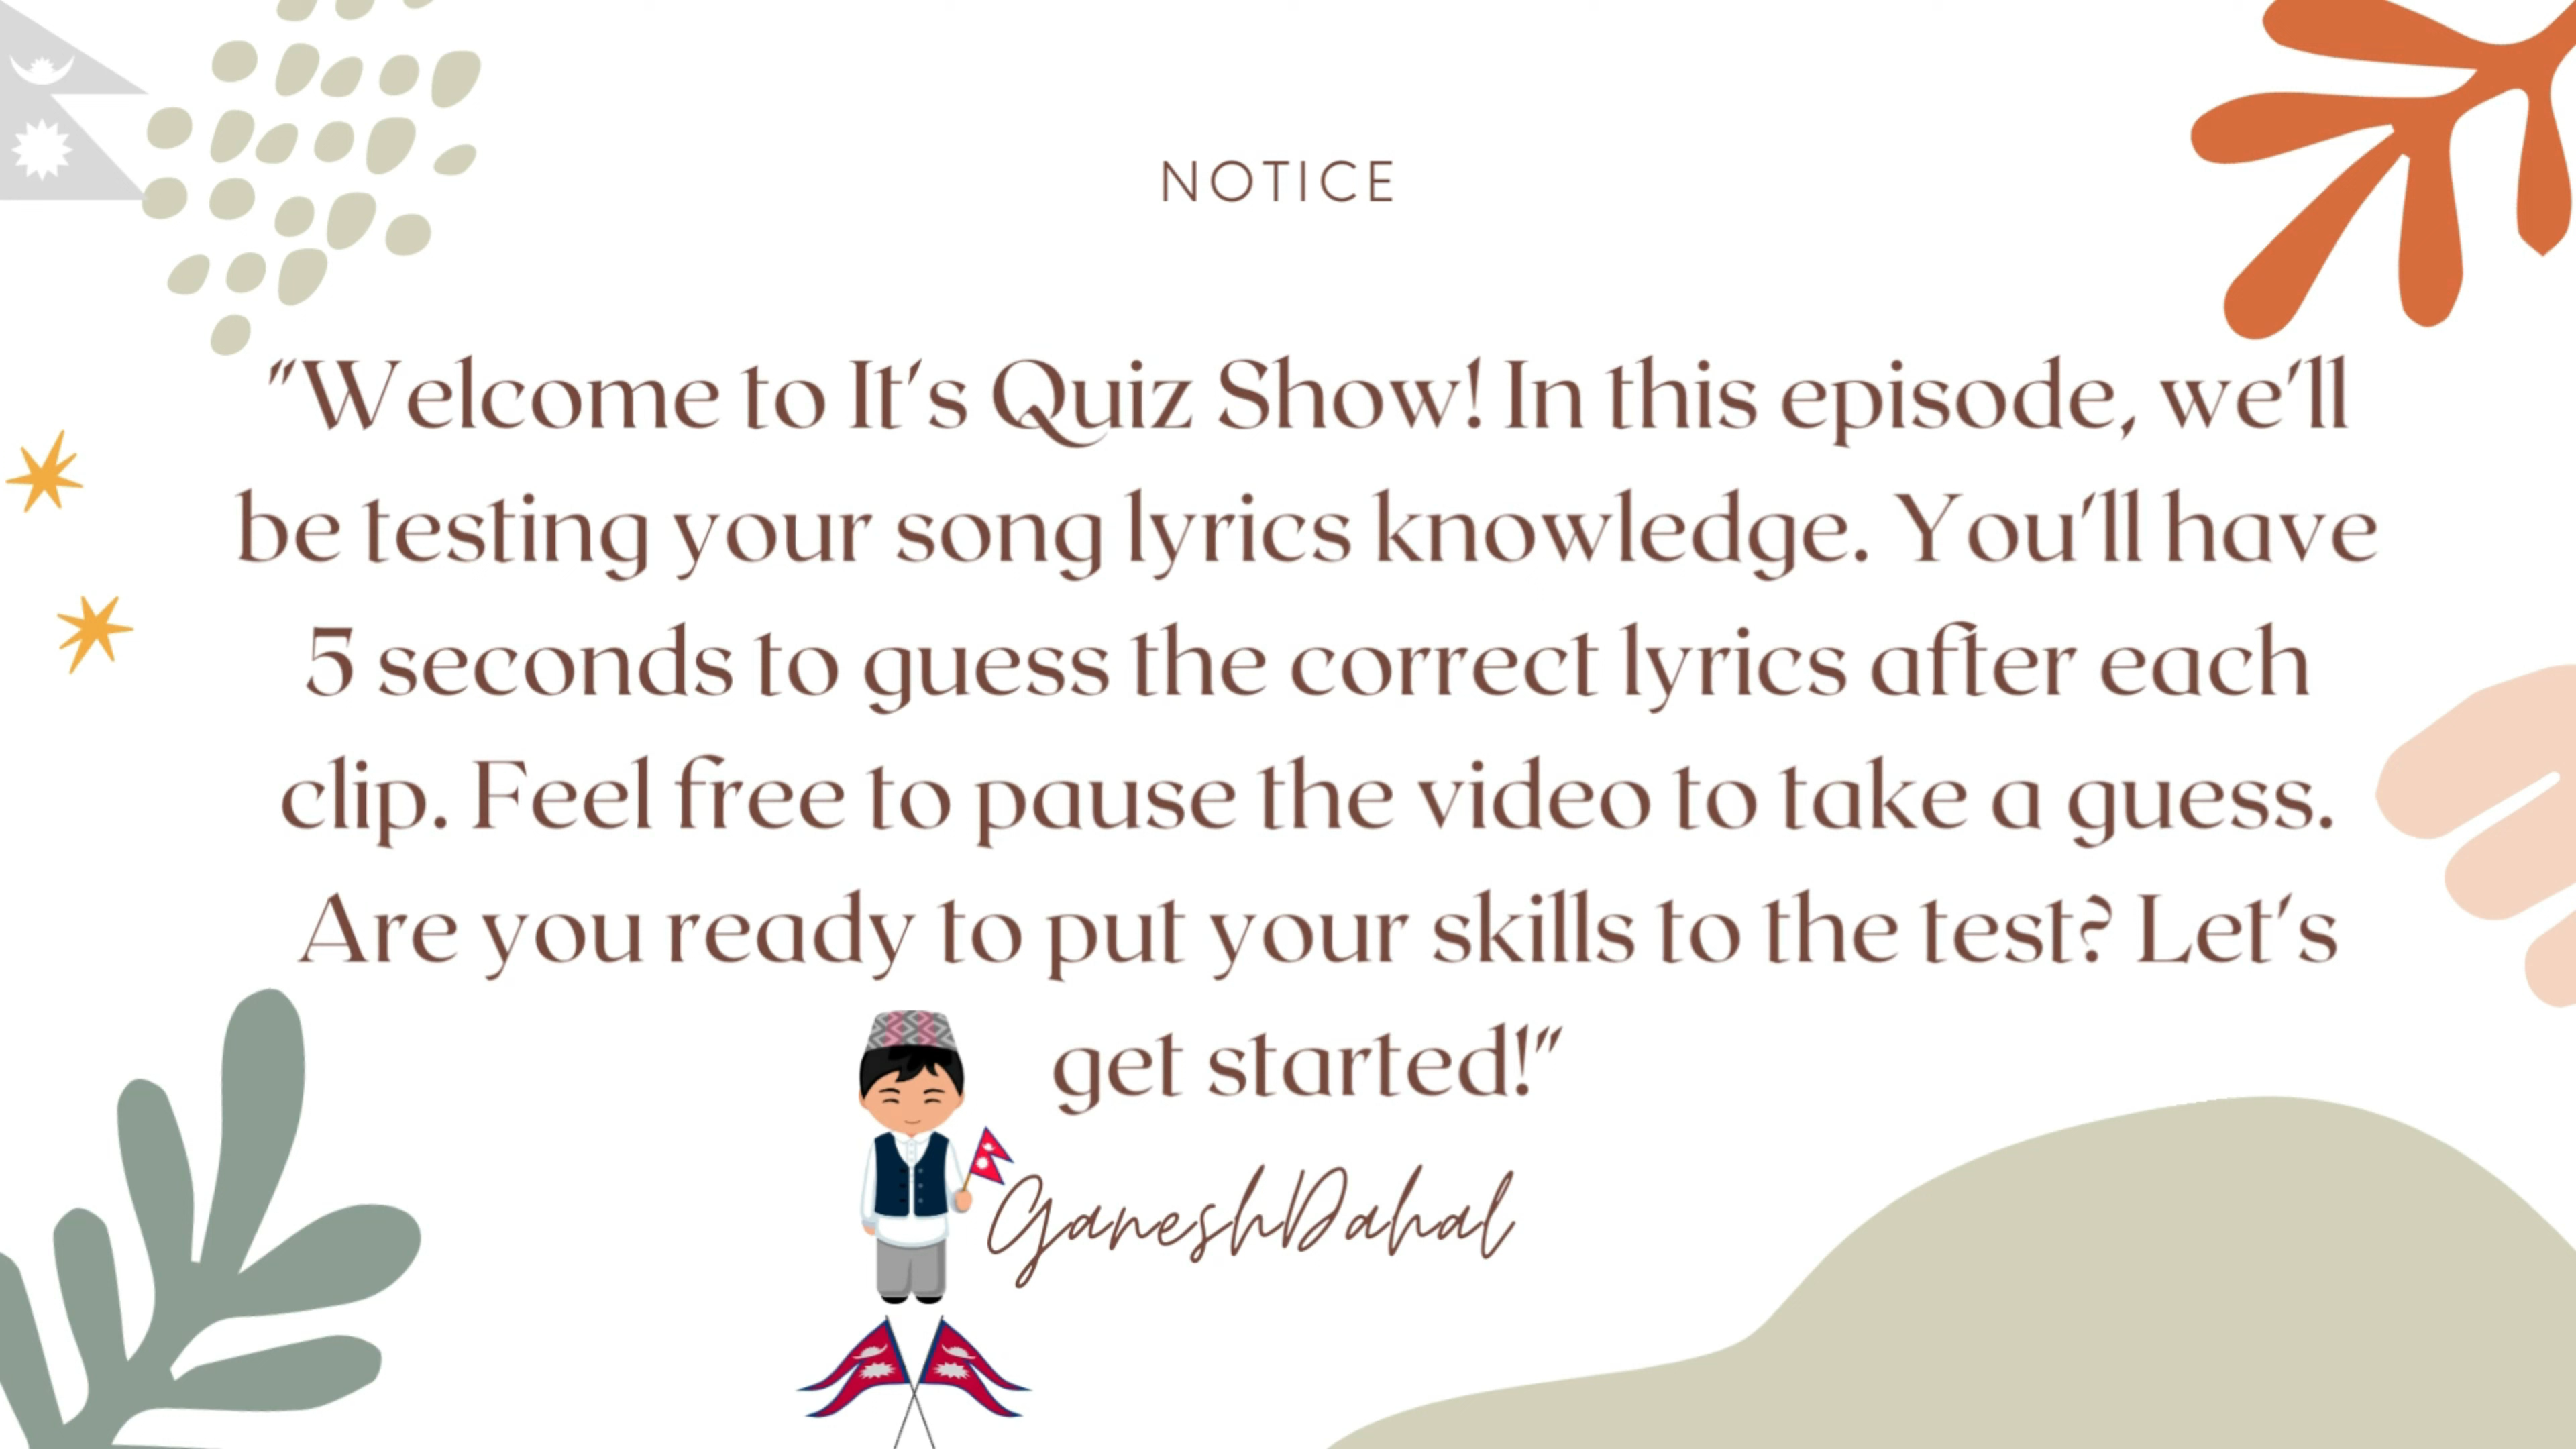 NOTICE
"Welcome to It's Quiz Show! In this episode, we'll
be testing your song lyrics knowledge. You'll have
5 seconds to guess the correct lyrics after each
clip. Feel free to pause the video to take a guess.
Are you ready to put your skills to the test? Let's
get started!"
GaneshDahal